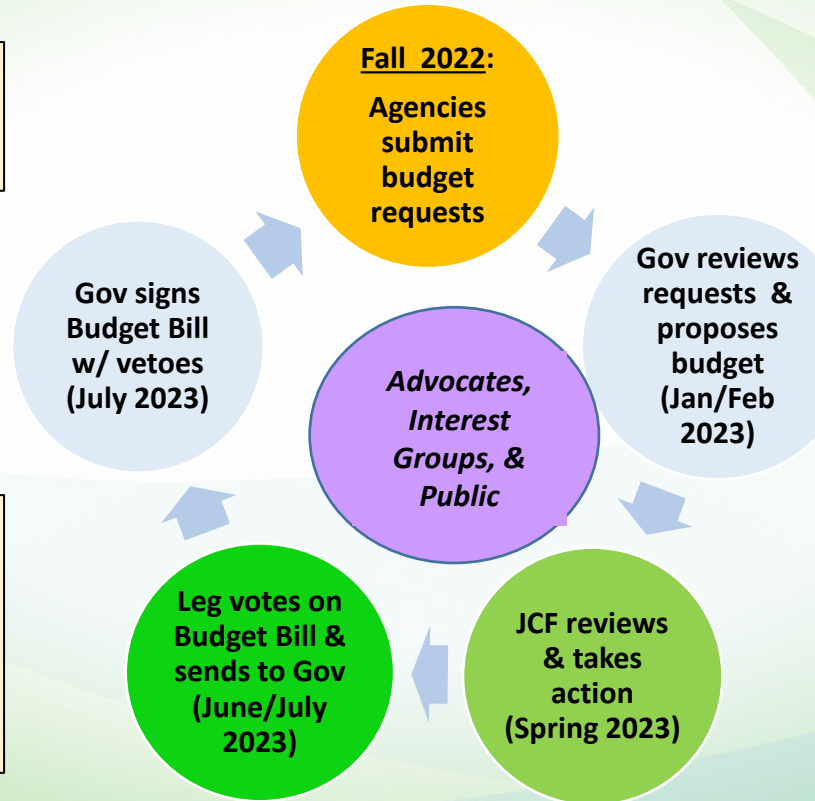 Fall 2022:
Agencies
submit
budget
requests
Gov reviews
requests &
proposes
budget
(Jan/Feb
2023)
JCF reviews
& takes
action
(Spring 2023)
Leg votes on
Budget Bill &
sends to Gov
(June/July
2023)
Gov signs
Budget Bill
w/ vetoes
(July 2023)
Advocates,
Interest
Groups, &
Public